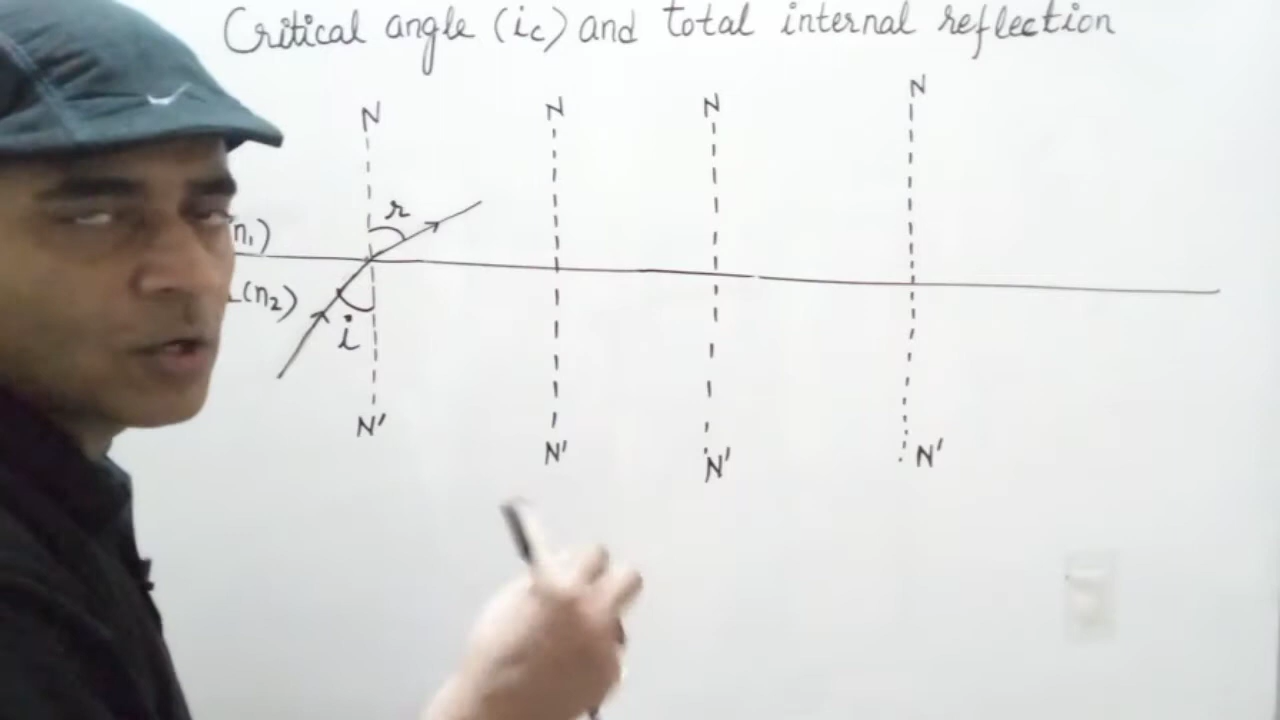 Critical angle (ic) and total internal reflection
N N N N
r
n₁)
(n₂)
i
N' N' N' N'